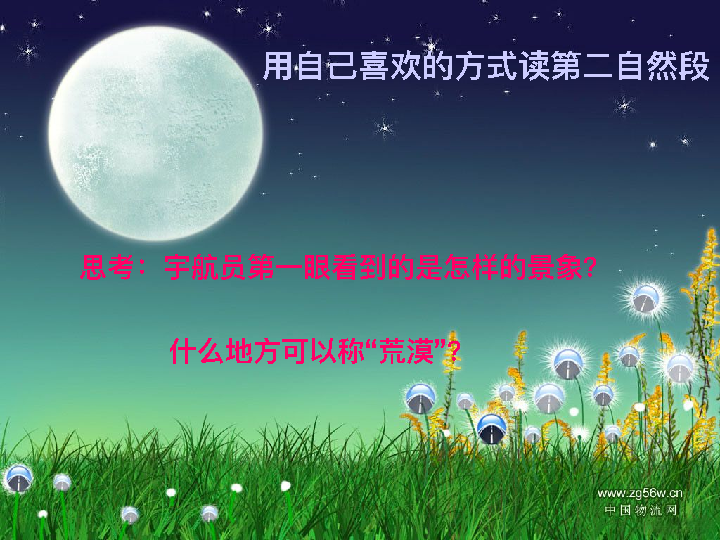 用自己喜欢的方式读第二自然段
思考：宇航员第一眼看到的是怎样的景象？
什么地方可以称“荒漠”？
www.zg56w.cn
中国物流网